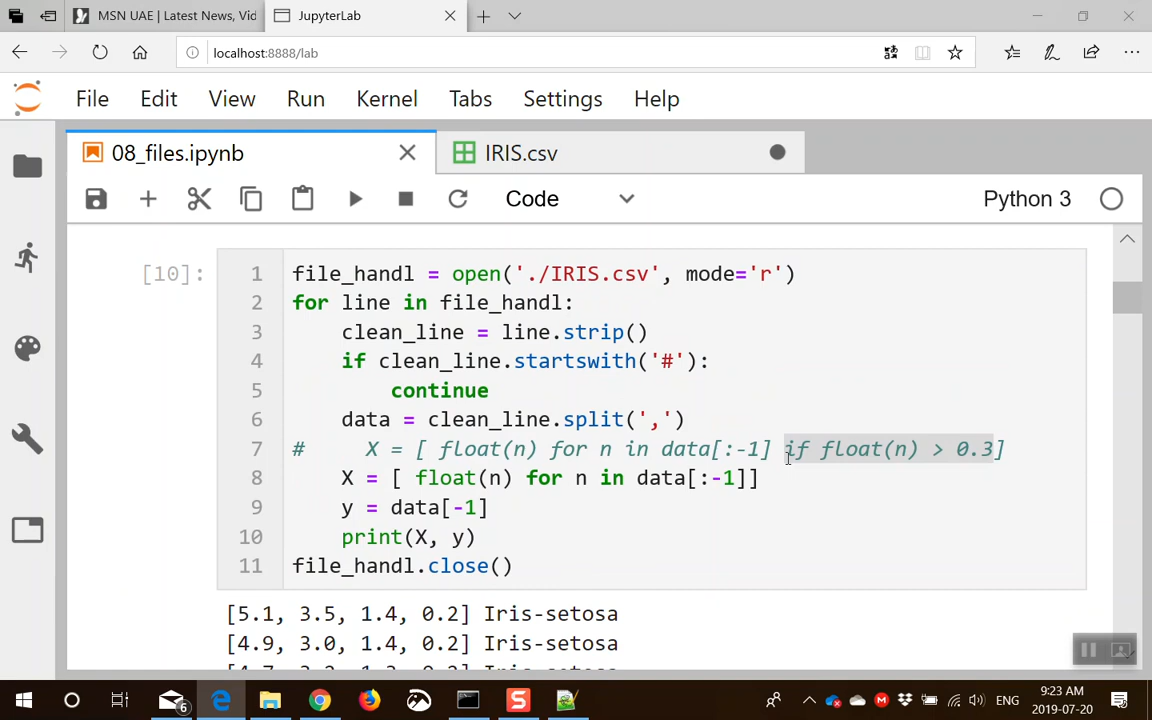 MSN UAE | Latest News, Vid
JupyterLab
localhost:8888/lab
File Edit View Run Kernel Tabs Settings Help
08_files.ipynb
IRIS.csv
Code
Python 3
[10]:
1 file_handl = open('./IRIS.csv', mode='r')
2 for line in file_handl:
3 clean_line = line.strip()
4 if clean_line.startswith('#'):
5 continue
6 data = clean_line.split(',')
7 # X = [ float(n) for n in data[:-1] if float(n) > 0.3]
8 X = [ float(n) for n in data[:-1]]
9 y = data[-1]
10 print(X, y)
11 file_handl.close()
[5.1, 3.5, 1.4, 0.2] Iris-setosa
[4.9, 3.0, 1.4, 0.2] Iris-setosa
6
ENG
9:23 AM
2019-07-20